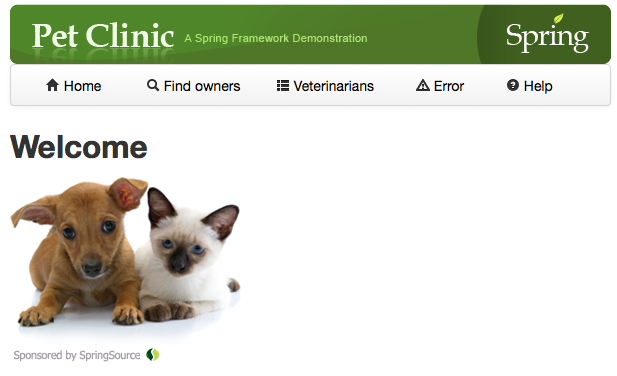 Pet Clinic A Spring Framework Demonstration Spring
Home Find owners Veterinarians Error Help
Welcome
Sponsored by SpringSource